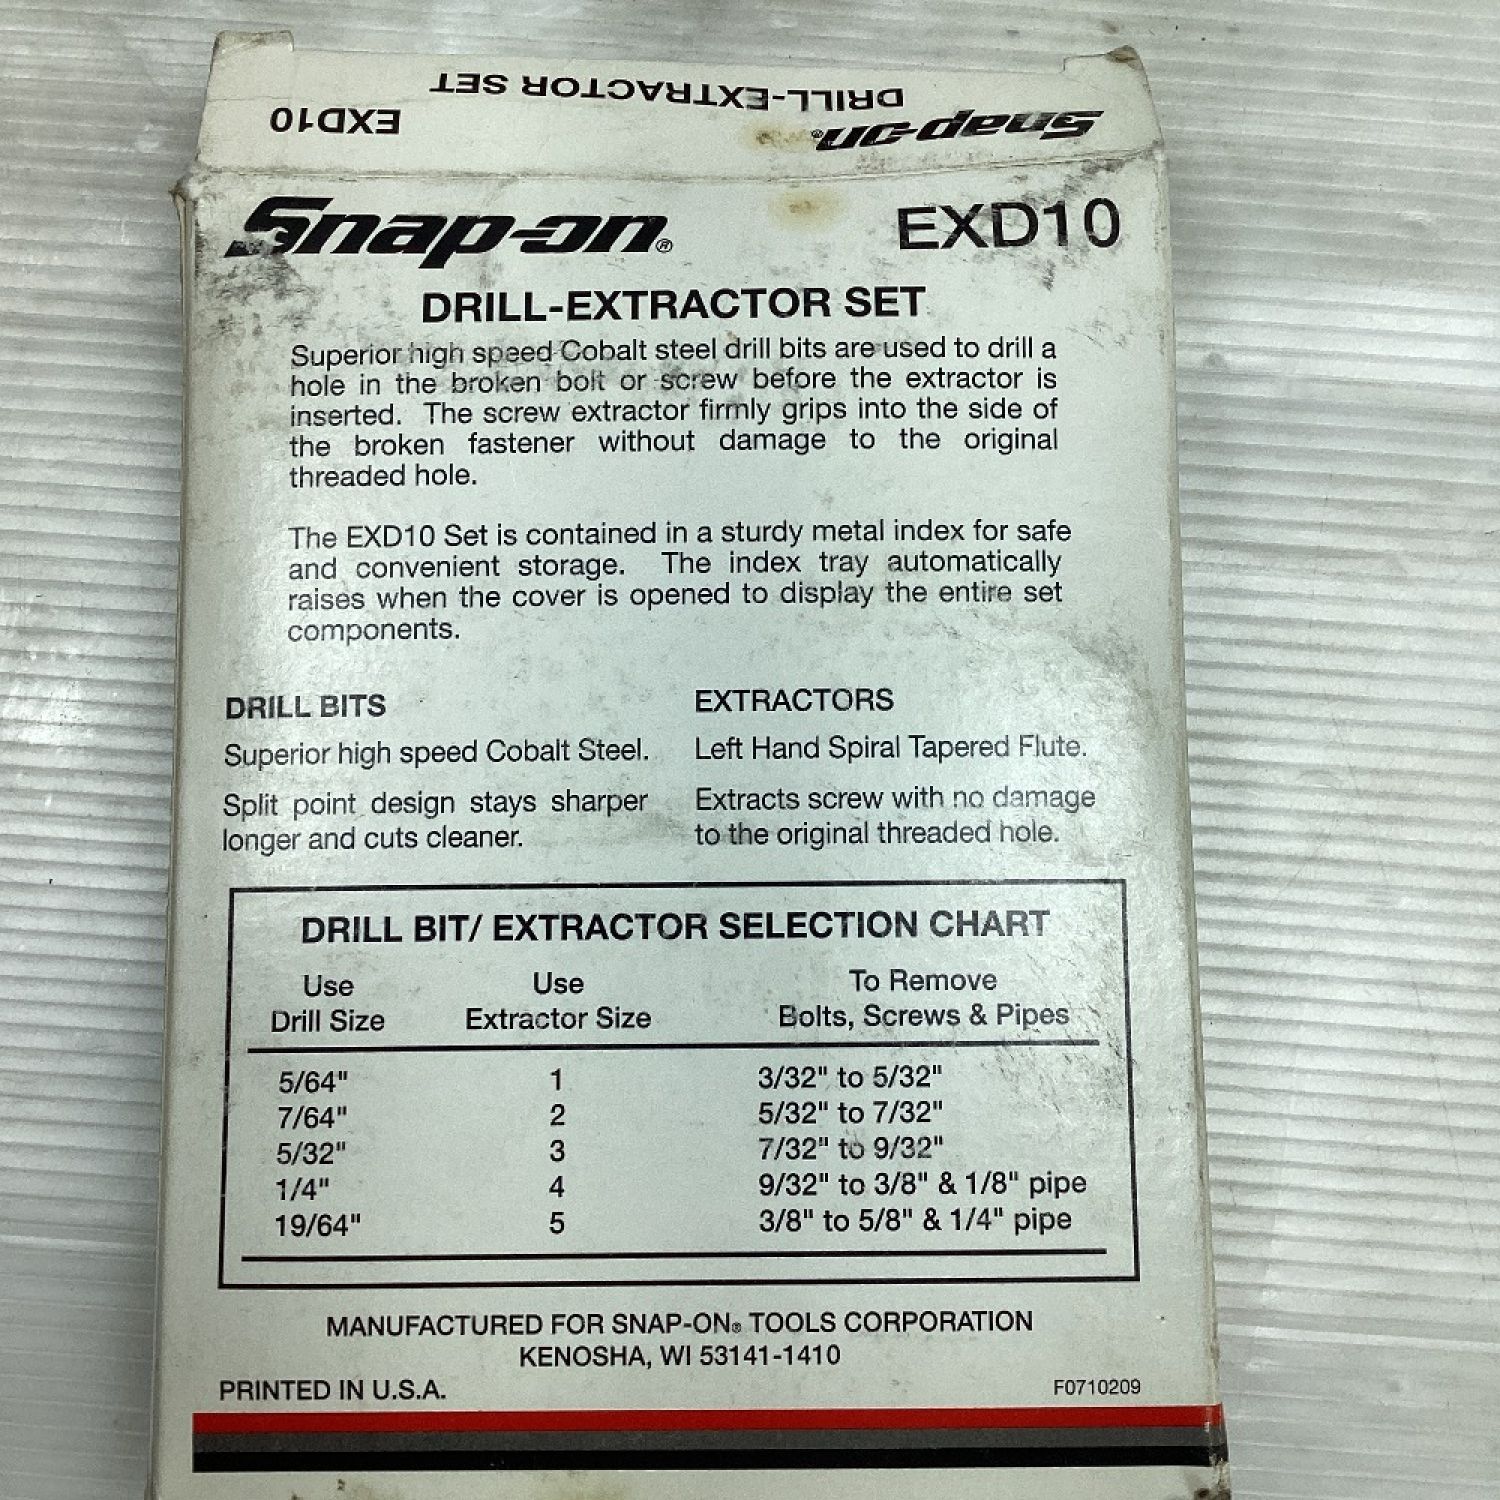 DRILL-EXTRACTOR SET
Snap-on®
EXD10
Snap-on®
EXD10
DRILL-EXTRACTOR SET
Superior high speed Cobalt steel drill bits are used to drill a
hole in the broken bolt or screw before the extractor is
inserted. The screw extractor firmly grips into the side of
the broken fastener without damage to the original
threaded hole.
The EXD10 Set is contained in a sturdy metal index for safe
and convenient storage. The index tray automatically
raises when the cover is opened to display the entire set
components.
DRILL BITS
Superior high speed Cobalt Steel.
Split point design stays sharper
longer and cuts cleaner.
EXTRACTORS
Left Hand Spiral Tapered Flute.
Extracts screw with no damage
to the original threaded hole.
DRILL BIT/ EXTRACTOR SELECTION CHART
Use Use To Remove
Drill Size Extractor Size Bolts, Screws & Pipes
5/64" 1 3/32" to 5/32"
7/64" 2 5/32" to 7/32"
5/32" 3 7/32" to 9/32"
1/4" 4 9/32" to 3/8" & 1/8" pipe
19/64" 5 3/8" to 5/8" & 1/4" pipe
MANUFACTURED FOR SNAP-ON® TOOLS CORPORATION
KENOSHA, WI 53141-1410
PRINTED IN U.S.A. F0710209